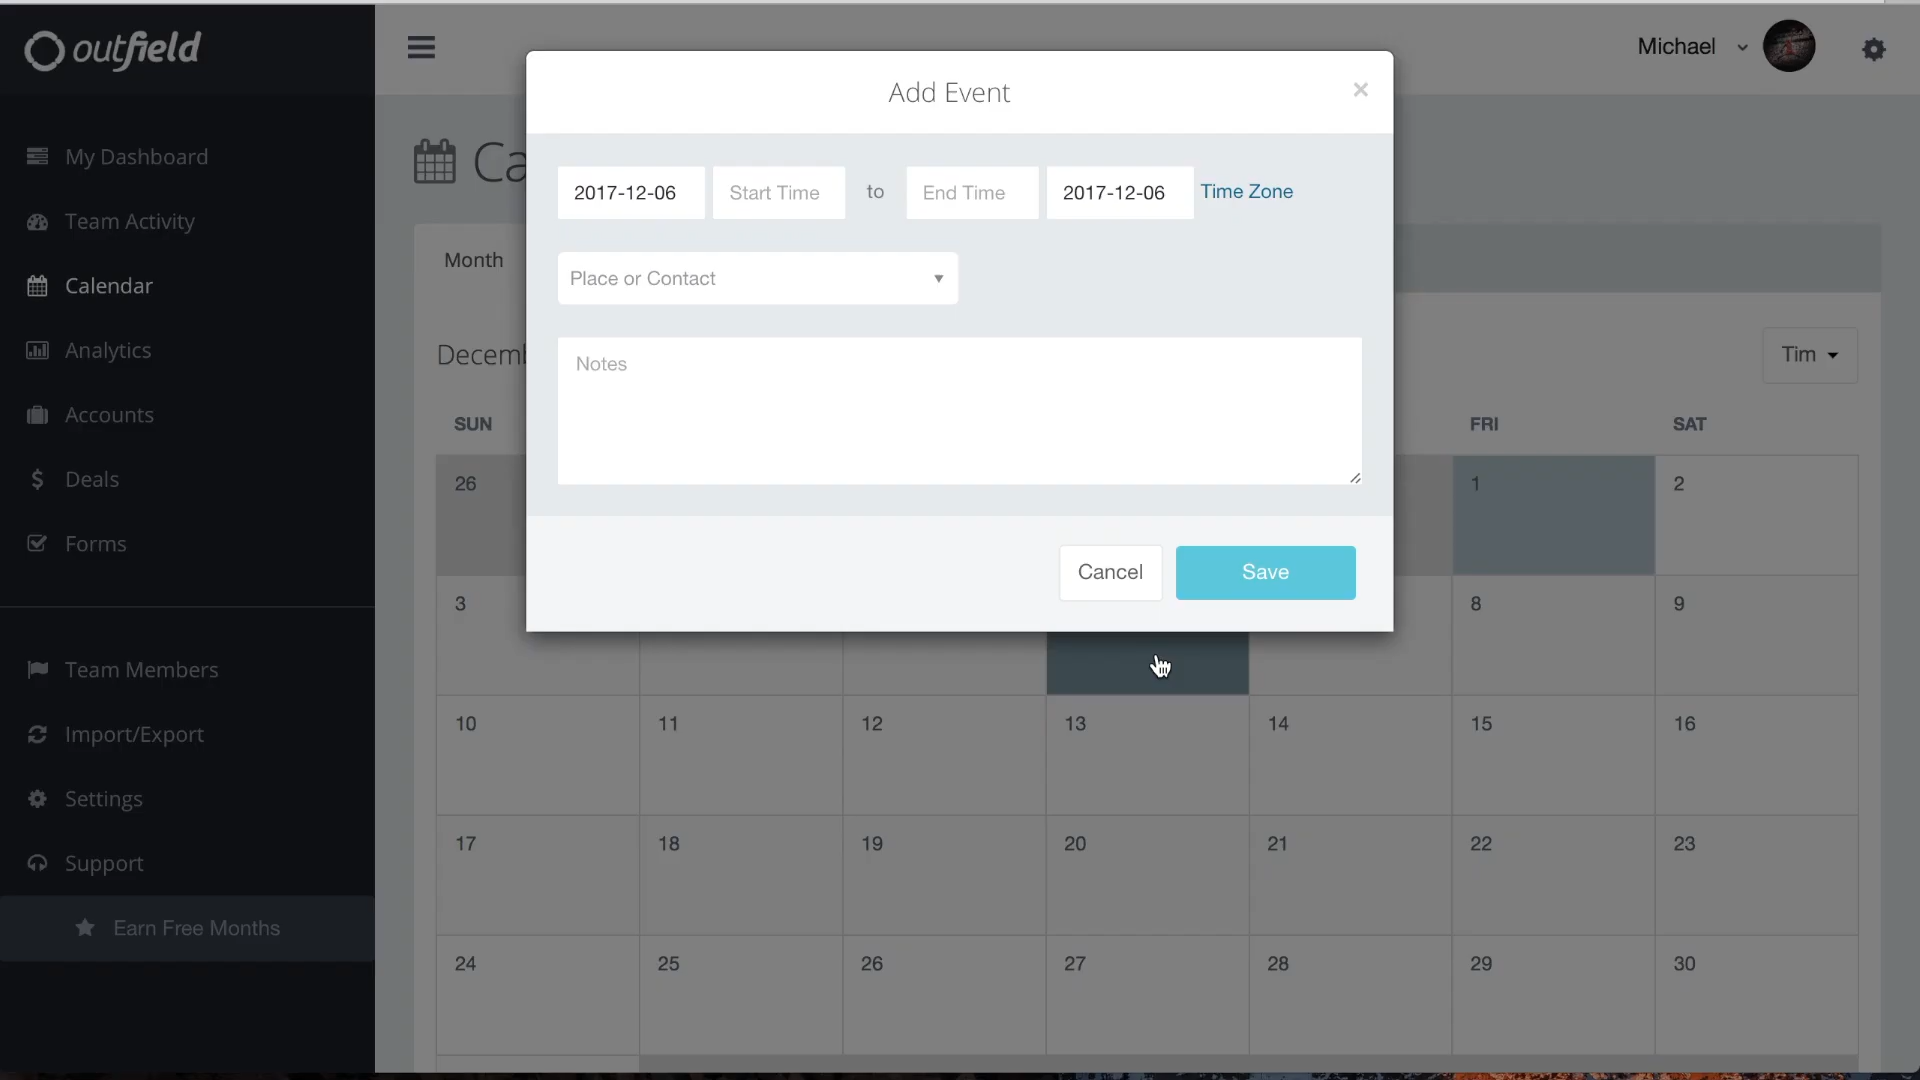 outfield
Michael
My Dashboard
Team Activity
Calendar
Analytics
Accounts
Deals
Forms
Team Members
Import/Export
Settings
Support
Earn Free Months
Ca
Month
Decemb
Tim
Add Event
×
2017-12-06 Start Time to End Time 2017-12-06 Time Zone
Place or Contact
Notes
Cancel Save
SUN FRI SAT
26 1 2
3 8 9
10 11 12 13 14 15 16
17 18 19 20 21 22 23
24 25 26 27 28 29 30